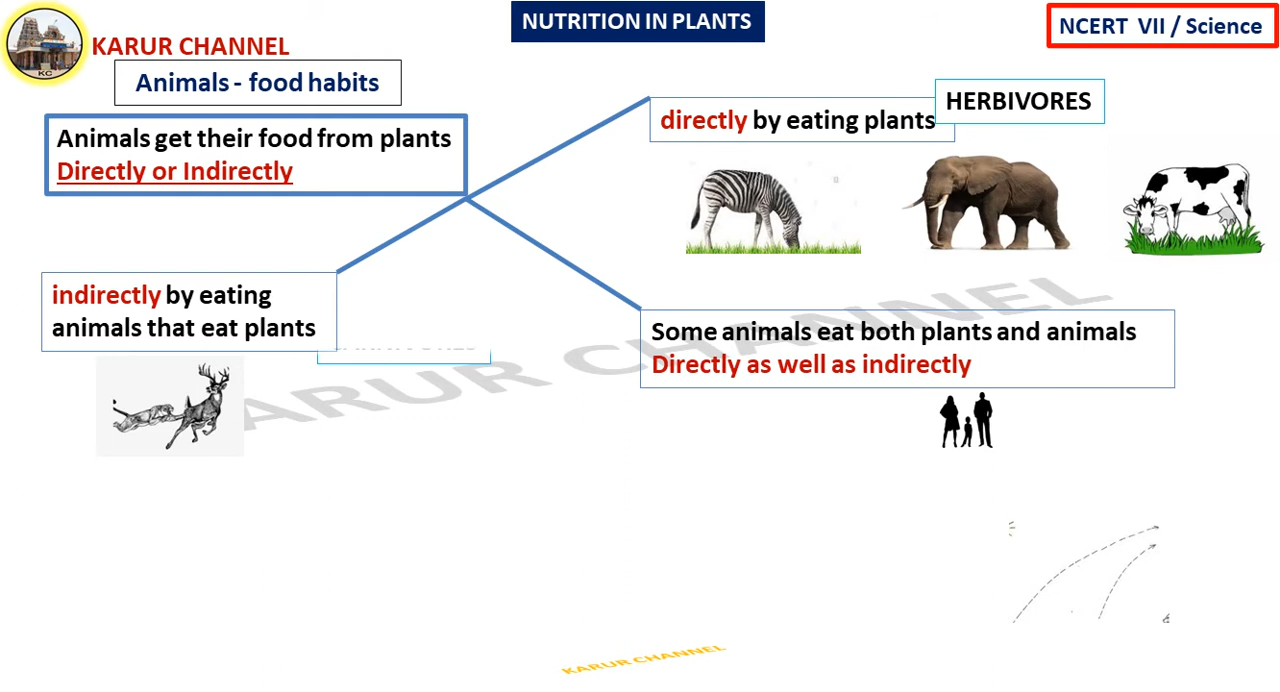 NUTRITION IN PLANTS
NCERT VII / Science
KARUR CHANNEL
KC
Animals - food habits
Animals get their food from plants
Directly or Indirectly
directly by eating plants
HERBIVORES
indirectly by eating
animals that eat plants
Some animals eat both plants and animals
Directly as well as indirectly
KARUR CHANNEL
KARUR CHANNEL